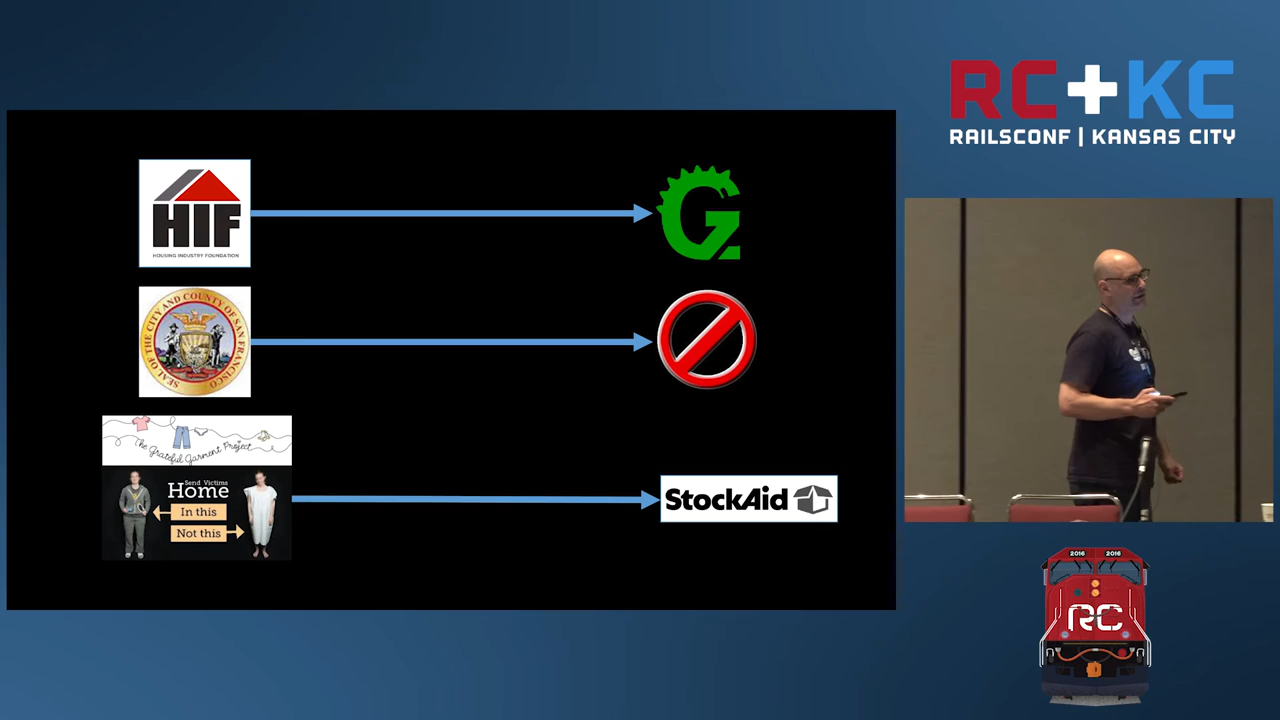 RC+KC
RAILSCONF | KANSAS CITY
HIF
HOUSING INDUSTRY FOUNDATION
GZ
SEAL OF THE CITY AND COUNTY OF SAN FRANCISCO
The Grateful Garment Project
Send Victims
Home
In this
Not this
StockAid
2016 2016
RC